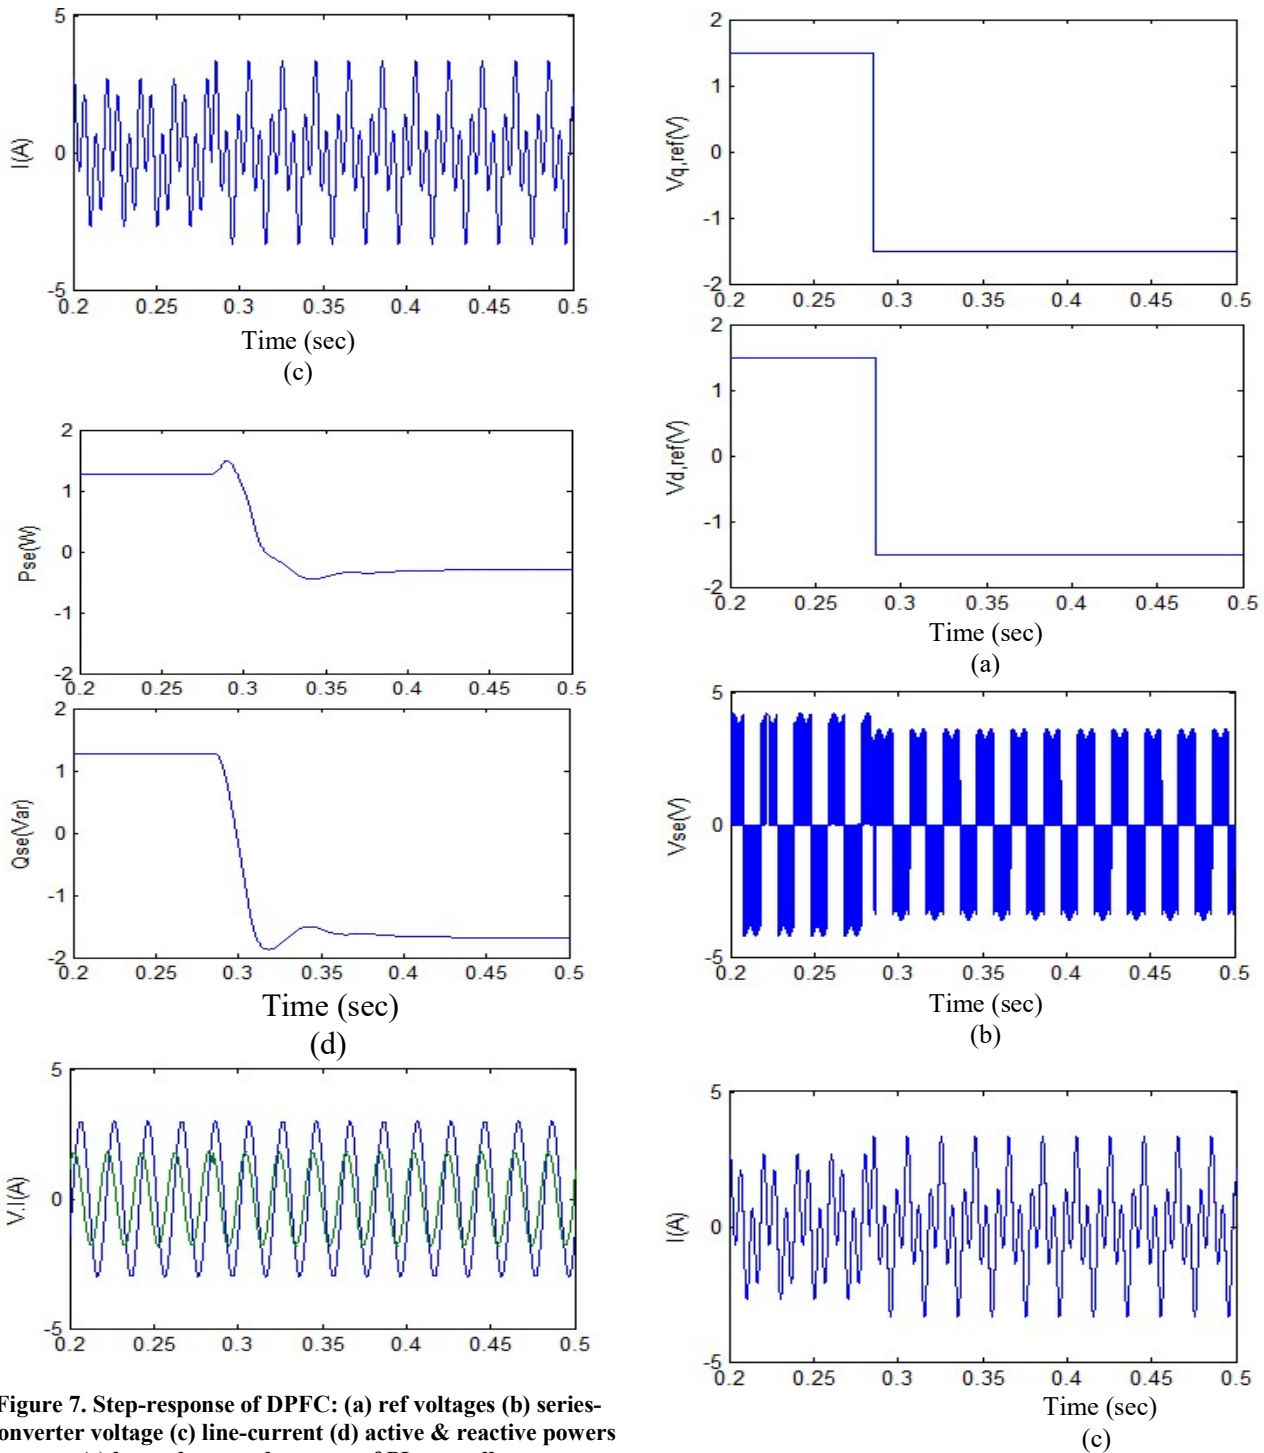 5
0
-5
I(A)
0.2 0.25 0.3 0.35 0.4 0.45 0.5
Time (sec)
(c)
2
1
0
-1
-2
Pse(W)
0.2 0.25 0.3 0.35 0.4 0.45 0.5
2
1
0
-1
-2
Qse(Var)
0.2 0.25 0.3 0.35 0.4 0.45 0.5
Time (sec)
(d)
5
0
-5
V.I(A)
0.2 0.25 0.3 0.35 0.4 0.45 0.5
Figure 7. Step-response of DPFC: (a) ref voltages (b) series-
onverter voltage (c) line-current (d) active & reactive powers
2
1
0
-1
-2
Vq,ref(V)
0.2 0.25 0.3 0.35 0.4 0.45 0.5
2
1
0
-1
-2
Vd,ref(V)
0.2 0.25 0.3 0.35 0.4 0.45 0.5
Time (sec)
(a)
5
0
-5
Vse(V)
0.2 0.25 0.3 0.35 0.4 0.45 0.5
Time (sec)
(b)
5
0
-5
I(A)
0.2 0.25 0.3 0.35 0.4 0.45 0.5
Time (sec)
(c)